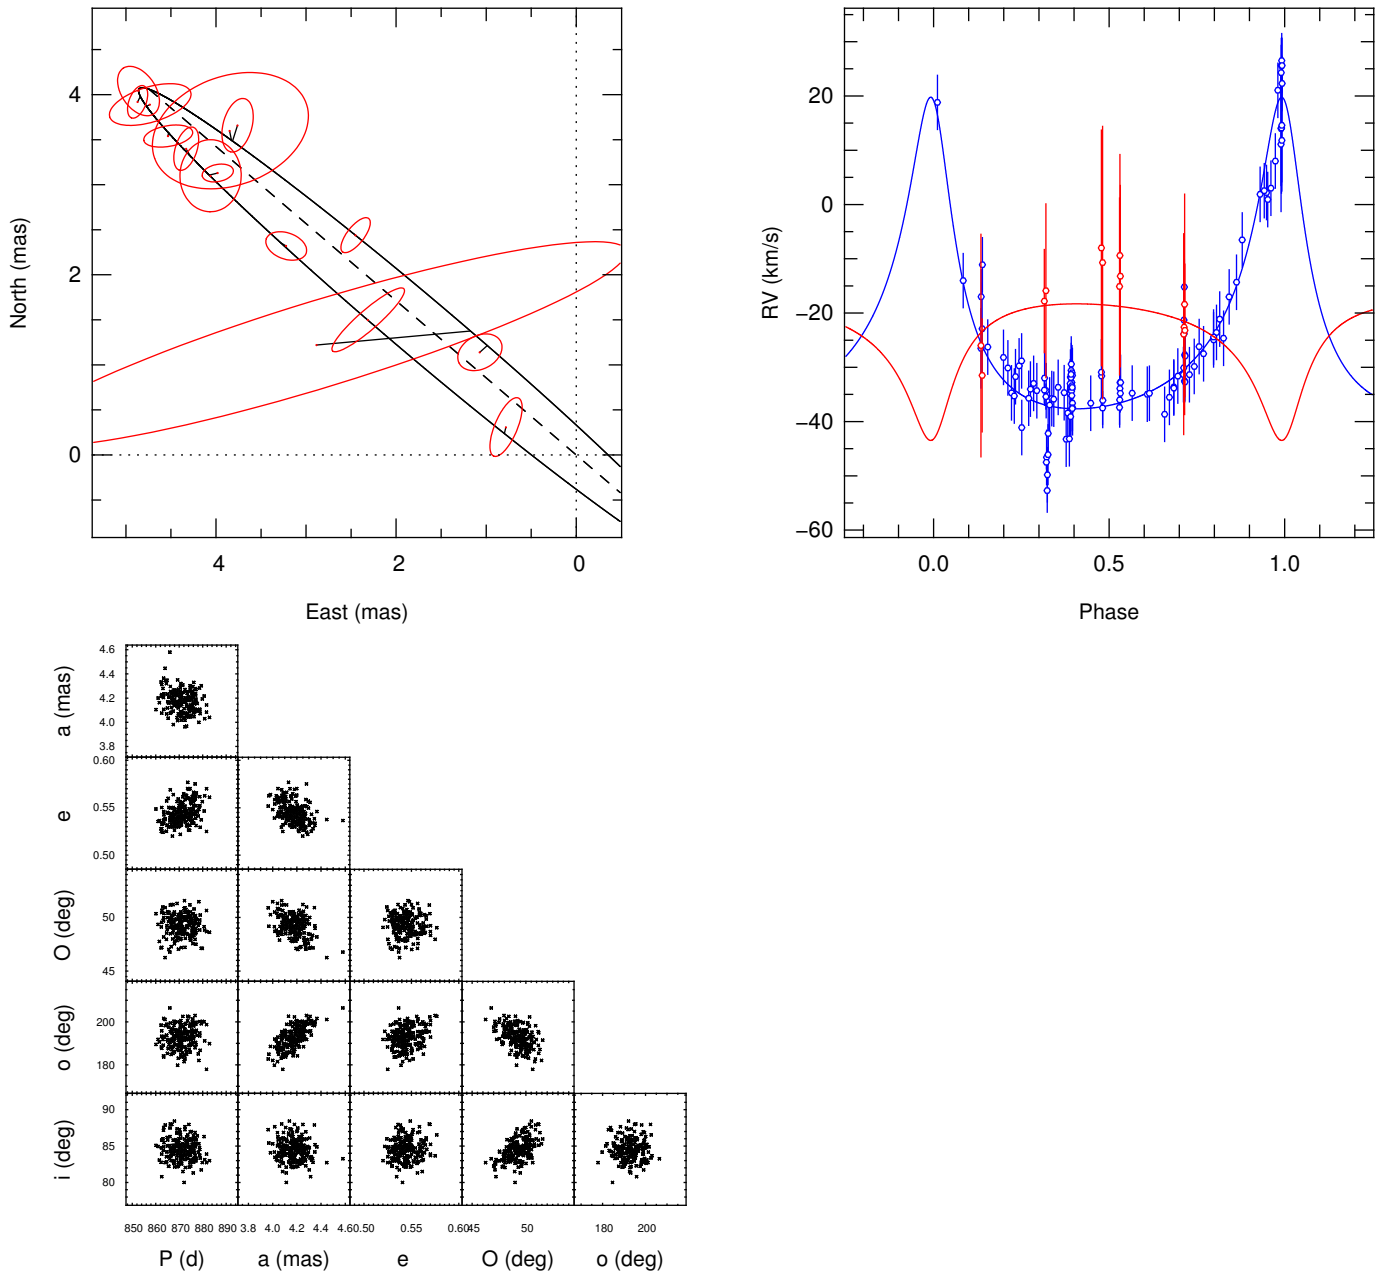 4
2
0
North (mas)
4 2 0
East (mas)
20
0
−20
−40
−60
RV (km/s)
0.0 0.5 1.0
Phase
4.6
4.4
4.2
4.0
3.8
a (mas)
0.60
0.55
0.50
e
50
45
O (deg)
200
180
o (deg)
90
85
80
i (deg)
850 860 870 880 890 3.8 4.0 4.2 4.4 4.6 0.50 0.55 0.60 45 50 180 200
P (d) a (mas) e O (deg) o (deg)